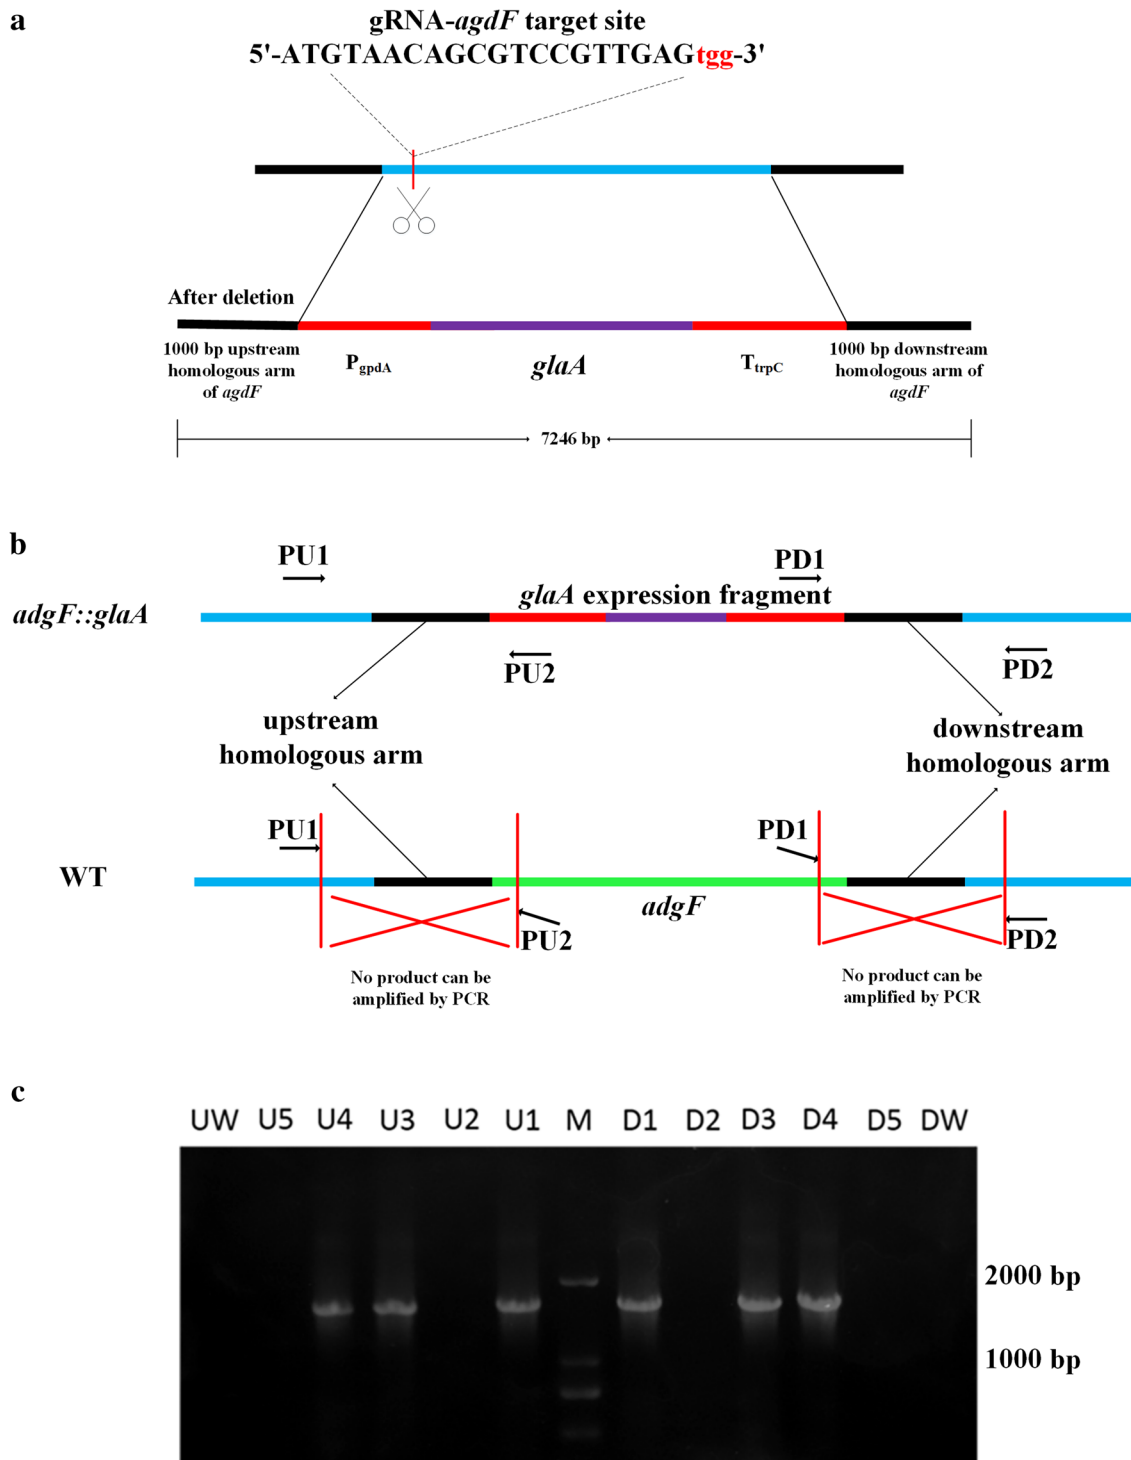 a
gRNA-agdF target site
5'-ATGTAACAGCGTCCGTTGAGtgg-3'
After deletion
1000 bp upstream
homologous arm
of agdF
PgpdA
glaA
TtrpC
1000 bp downstream
homologous arm of
agdF
7246 bp
b
PU1
PD1
adgF::glaA
glaA expression fragment
PU2
PD2
upstream
homologous arm
downstream
homologous arm
PU1
PD1
WT
adgF
PU2
PD2
No product can be
amplified by PCR
No product can be
amplified by PCR
c
UW U5 U4 U3 U2 U1 M D1 D2 D3 D4 D5 DW
2000 bp
1000 bp